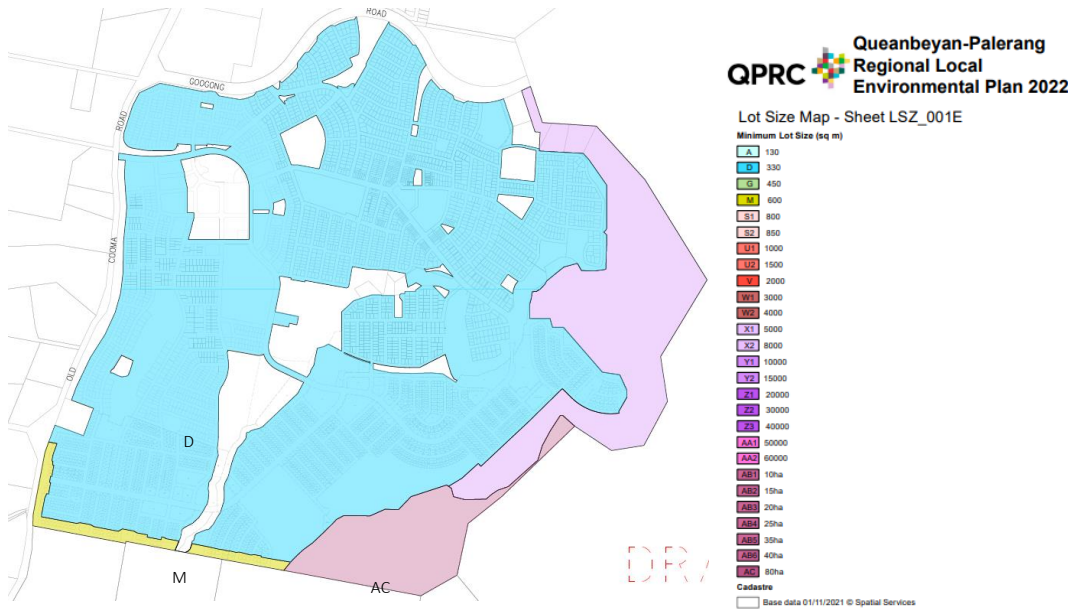 ROAD
GOOGONG
ROAD
COOMA
OLD
D
M
AC
QPRC
Queanbeyan-Palerang
Regional Local
Environmental Plan 2022
Lot Size Map - Sheet LSZ_001E
Minimum Lot Size (sq m)
A 130
D 330
G 450
M 600
S1 800
S2 850
U1 1000
U2 1500
V 2000
W1 3000
W2 4000
X1 5000
X2 8000
Y1 10000
Y2 15000
Z1 20000
Z2 30000
Z3 40000
AA1 50000
AA2 60000
AB1 10ha
AB2 15ha
AB3 20ha
AB4 25ha
AB5 35ha
AB6 40ha
AC 80ha
Cadastre
Base data 01/11/2021 © Spatial Services
DRA